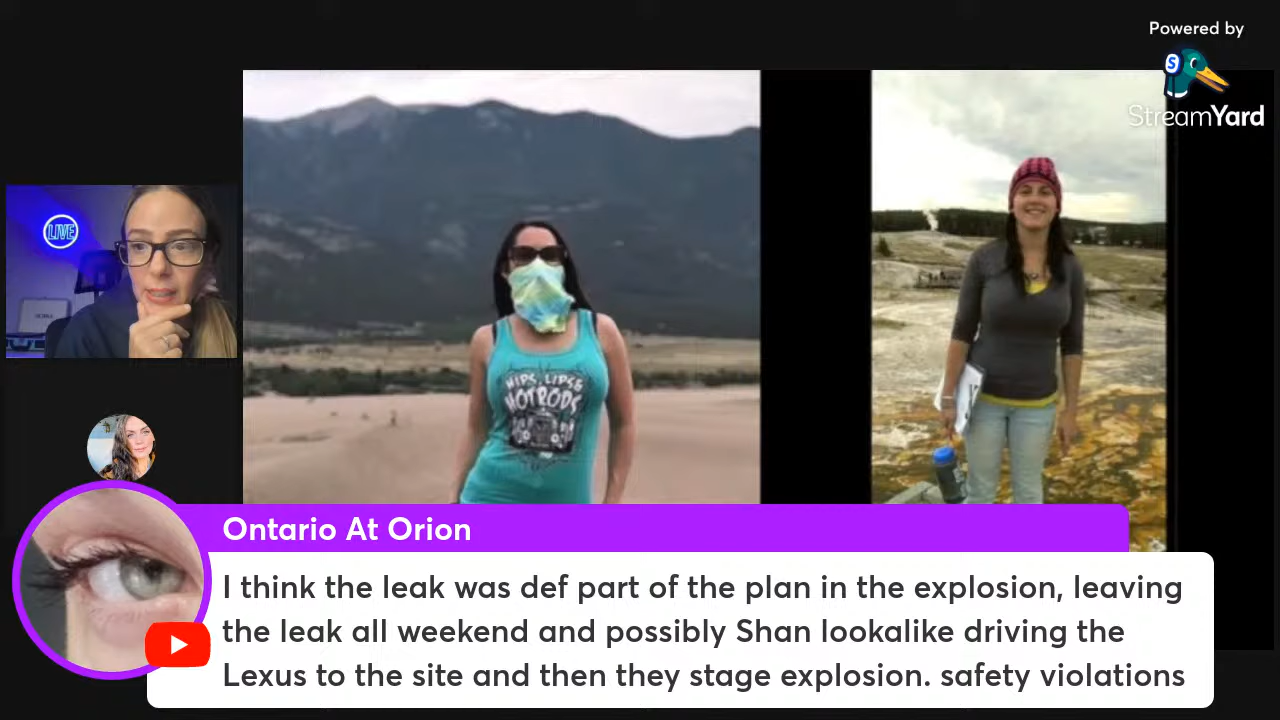 Powered by
StreamYard
LIVE
HIPS, LIPS &
HOTRODS
Ontario At Orion
I think the leak was def part of the plan in the explosion, leaving
the leak all weekend and possibly Shan lookalike driving the
Lexus to the site and then they stage explosion. safety violations